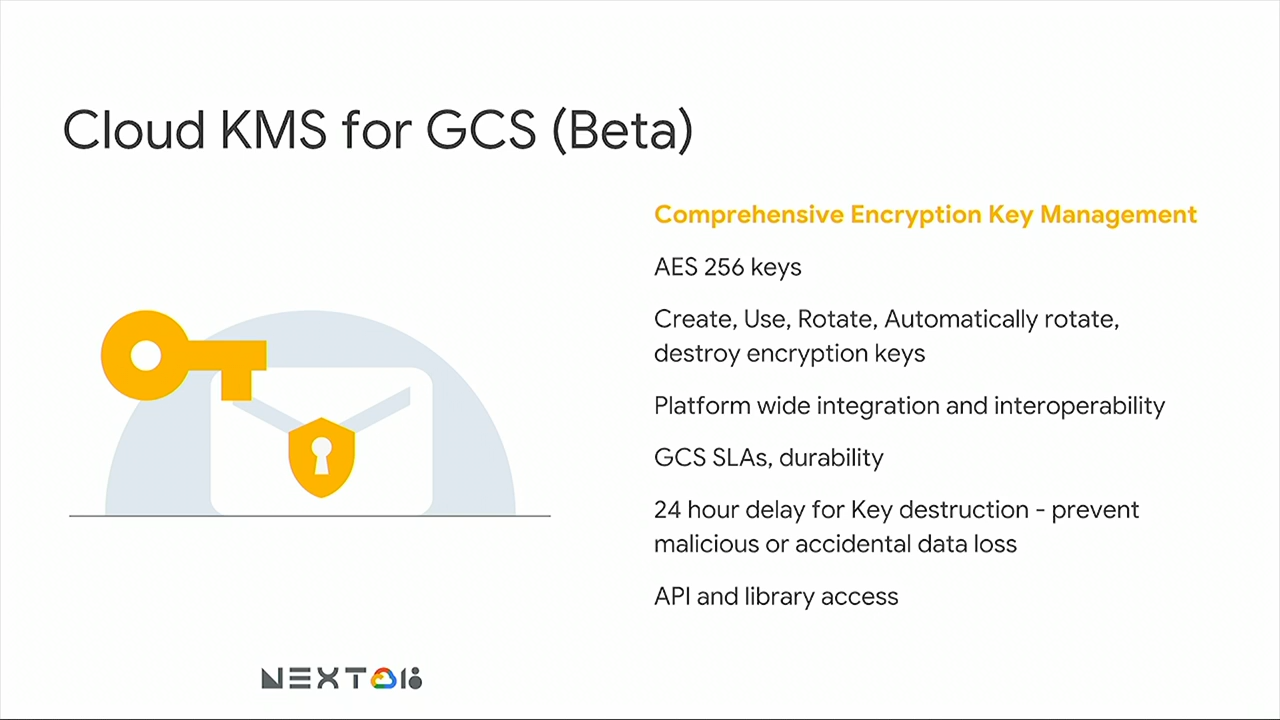 Cloud KMS for GCS (Beta)
Comprehensive Encryption Key Management
AES 256 keys
Create, Use, Rotate, Automatically rotate,
destroy encryption keys
Platform wide integration and interoperability
GCS SLAs, durability
24 hour delay for Key destruction - prevent
malicious or accidental data loss
API and library access
NEXT 18